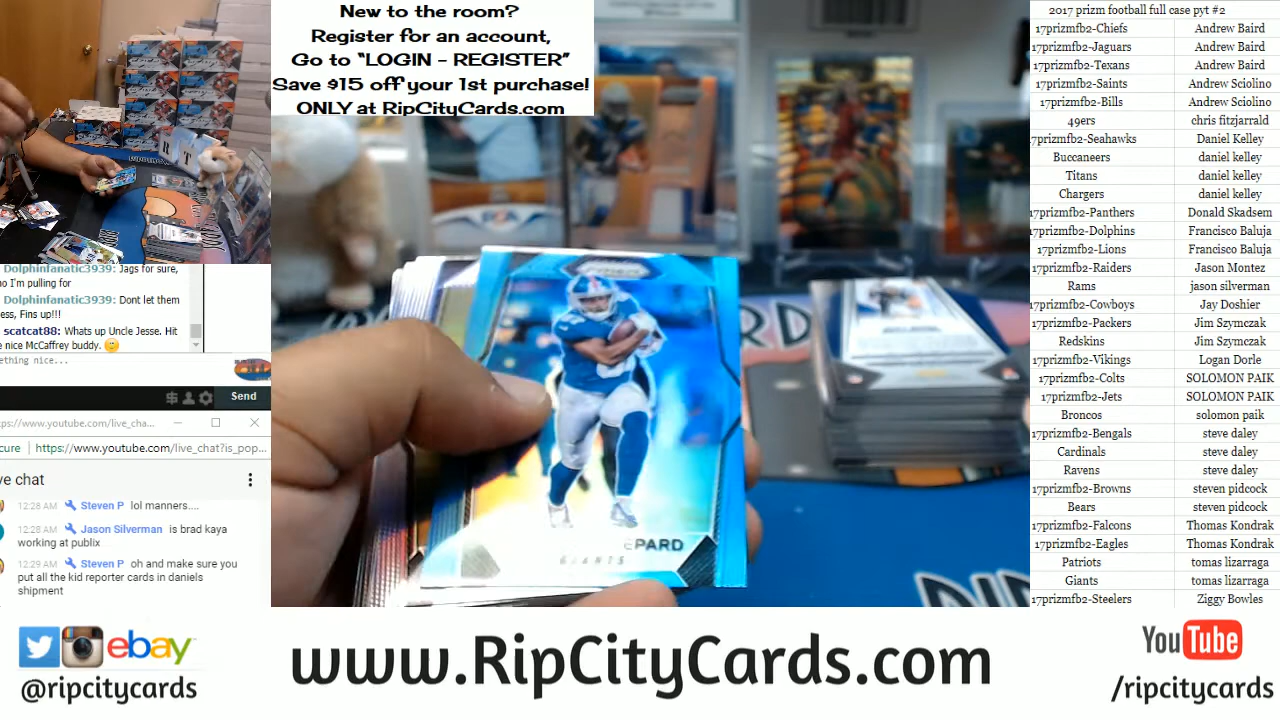 New to the room?
Register for an account,
Go to “LOGIN – REGISTER”
Save $15 off your 1st purchase!
ONLY at RipCityCards.com
Dolphinfanatic3939: Jags for sure,
I'm pulling for
Dolphinfanatic3939: Dont let them
Fins up!!!
scatcat88: Whats up Uncle Jesse. Hit
nice McCaffrey buddy.
nice...
Send
https://www.youtube.com/live_chat?is_pop...
chat
12:28 AM Steven P lol manners....
12:28 AM Jason Silverman is brad kaya
working at publix
12:29 AM Steven P oh and make sure you
put all the kid reporter cards in daniels
shipment
PRIZM
EPARD
GIANTS
2017 prizm football full case pyt #2
17prizmfb2-Chiefs Andrew Baird
17prizmfb2-Jaguars Andrew Baird
17prizmfb2-Texans Andrew Baird
17prizmfb2-Saints Andrew Sciolino
17prizmfb2-Bills Andrew Sciolino
49ers chris fitzjarrald
17prizmfb2-Seahawks Daniel Kelley
Buccaneers daniel kelley
Titans daniel kelley
Chargers daniel kelley
17prizmfb2-Panthers Donald Skadsem
17prizmfb2-Dolphins Francisco Baluja
17prizmfb2-Lions Francisco Baluja
17prizmfb2-Raiders Jason Montez
Rams jason silverman
17prizmfb2-Cowboys Jay Doshier
17prizmfb2-Packers Jim Szymczak
Redskins Jim Szymczak
17prizmfb2-Vikings Logan Dorle
17prizmfb2-Colts SOLOMON PAIK
17prizmfb2-Jets SOLOMON PAIK
Broncos solomon paik
17prizmfb2-Bengals steve daley
Cardinals steve daley
Ravens steve daley
17prizmfb2-Browns steven pidcock
Bears steven pidcock
17prizmfb2-Falcons Thomas Kondrak
17prizmfb2-Eagles Thomas Kondrak
Patriots tomas lizarraga
Giants tomas lizarraga
17prizmfb2-Steelers Ziggy Bowles
ebay
@ripcitycards
www.RipCityCards.com
YouTube
/ripcitycards